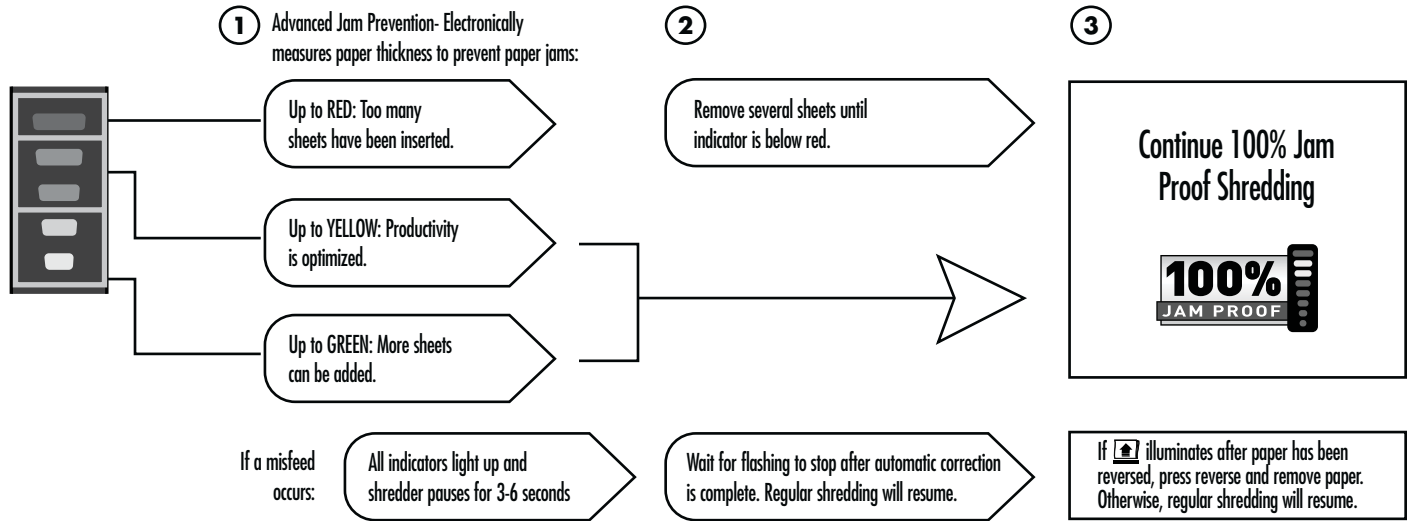 1
Advanced Jam Prevention- Electronically
measures paper thickness to prevent paper jams:
Up to RED: Too many
sheets have been inserted.
Up to YELLOW: Productivity
is optimized.
Up to GREEN: More sheets
can be added.
2
Remove several sheets until
indicator is below red.
3
Continue 100% Jam
Proof Shredding
100%
JAM PROOF
If a misfeed
occurs:
All indicators light up and
shredder pauses for 3-6 seconds
Wait for flashing to stop after automatic correction
is complete. Regular shredding will resume.
If illuminates after paper has been
reversed, press reverse and remove paper.
Otherwise, regular shredding will resume.